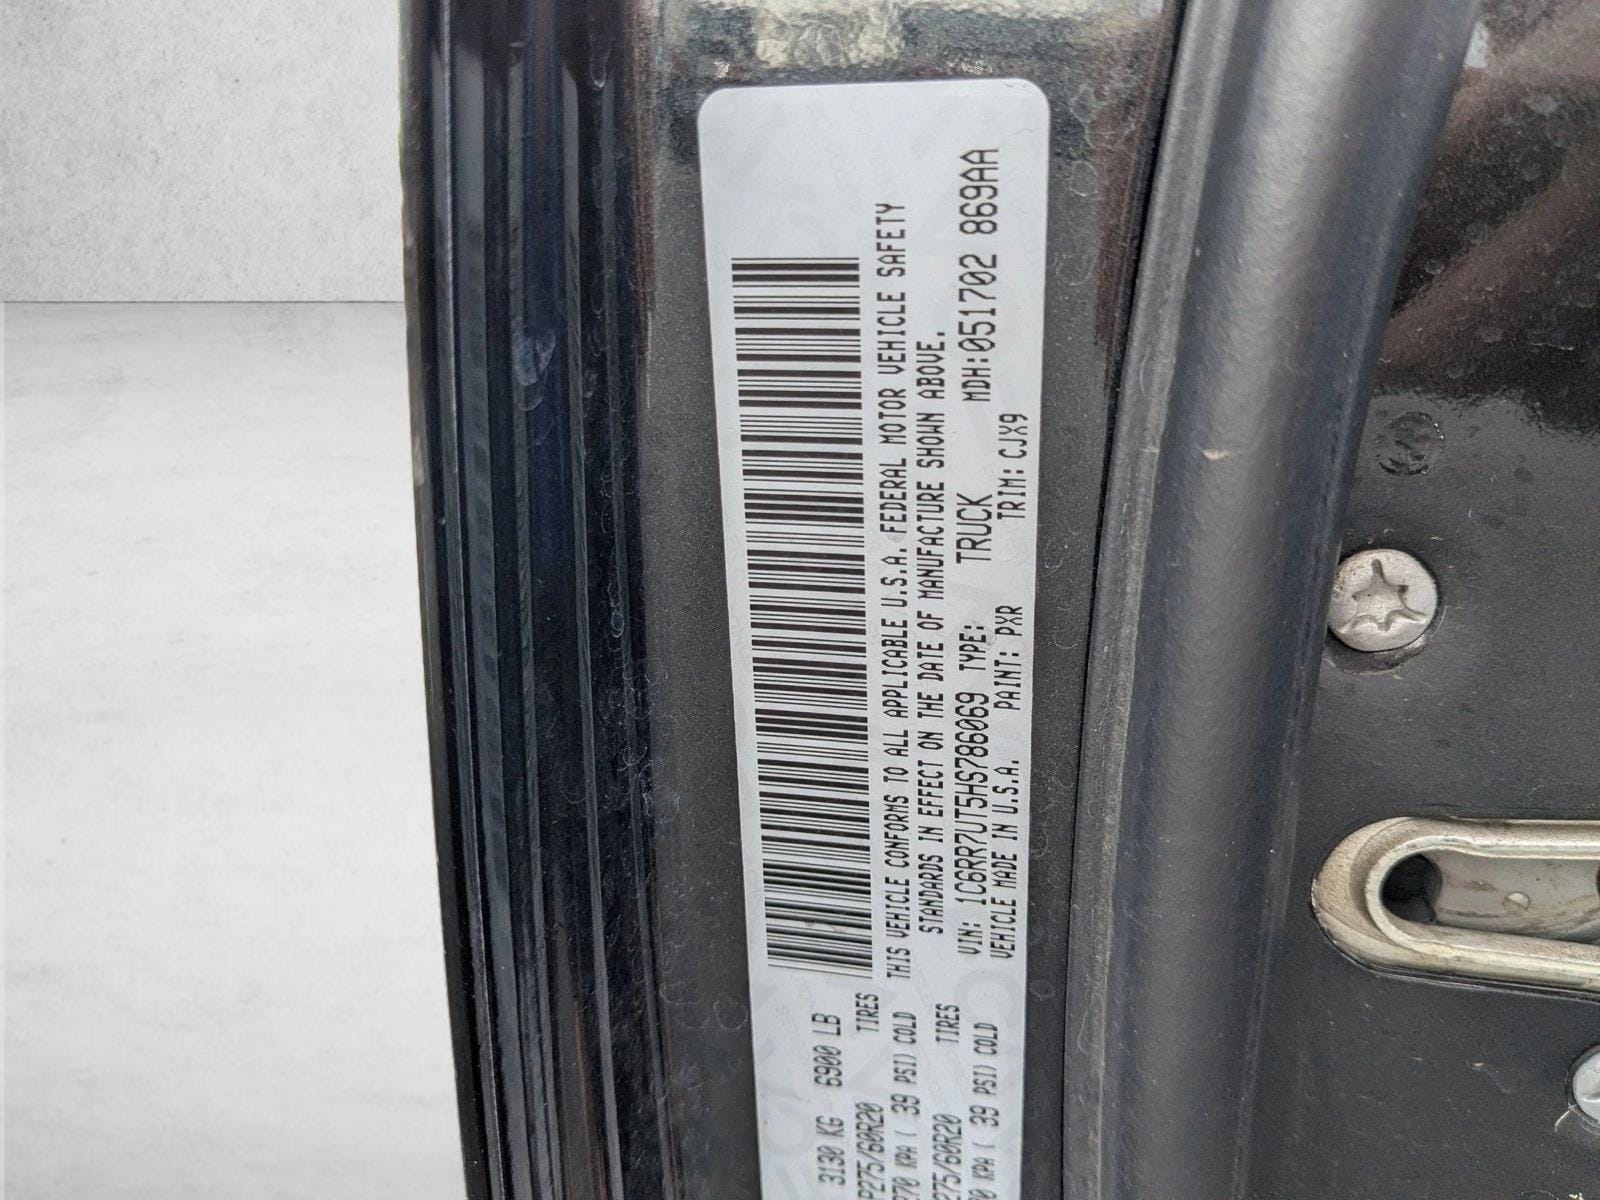 3130 KG 6900 LB
P275/60R20 TIRES
270 KPA ( 39 PSI) COLD
275/60R20 TIRES
KPA ( 39 PSI) COLD
THIS VEHICLE CONFORMS TO ALL APPLICABLE U.S.A. FEDERAL MOTOR VEHICLE SAFETY
STANDARDS IN EFFECT ON THE DATE OF MANUFACTURE SHOWN ABOVE.
VIN: 1C6RR7UT5HS786069 TYPE: TRUCK MDH:051702 869AA
VEHICLE MADE IN U.S.A. PAINT: PXR TRIM: CJX9